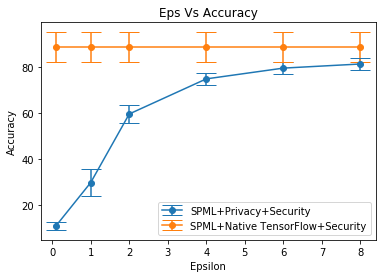 Eps Vs Accuracy
80
60
40
20
Accuracy
SPML+Privacy+Security
SPML+Native TensorFlow+Security
0 1 2 3 4 5 6 7 8
Epsilon